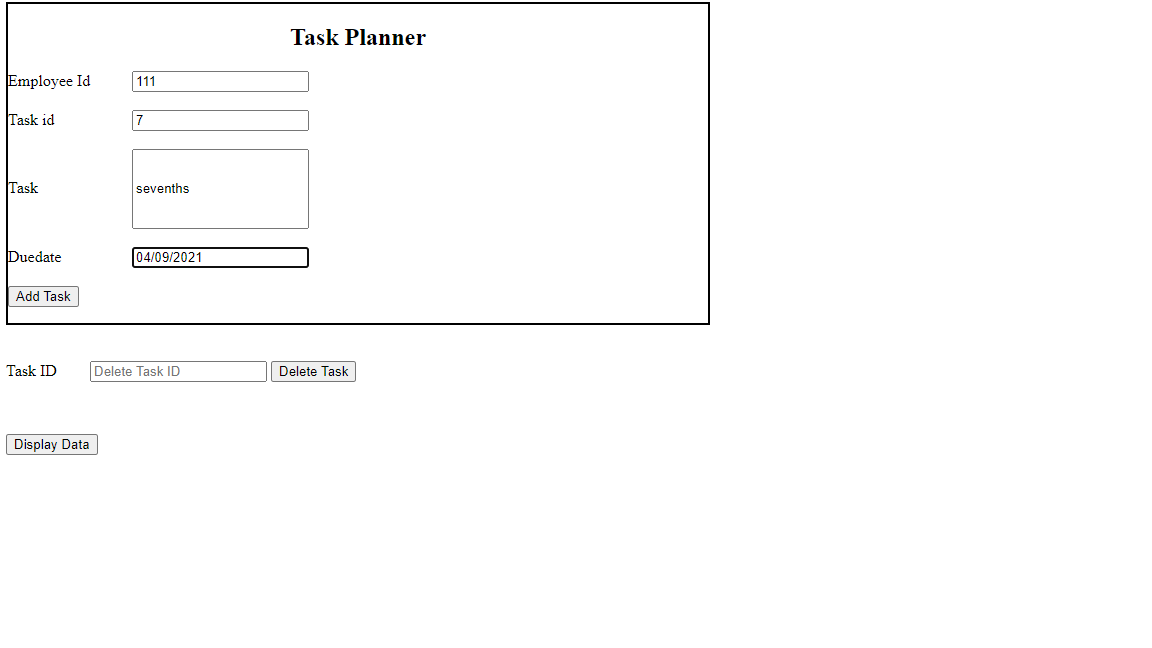 Task Planner
Employee Id 111
Task id 7
Task sevenths
Duedate 04/09/2021
Add Task
Task ID Delete Task ID Delete Task
Display Data